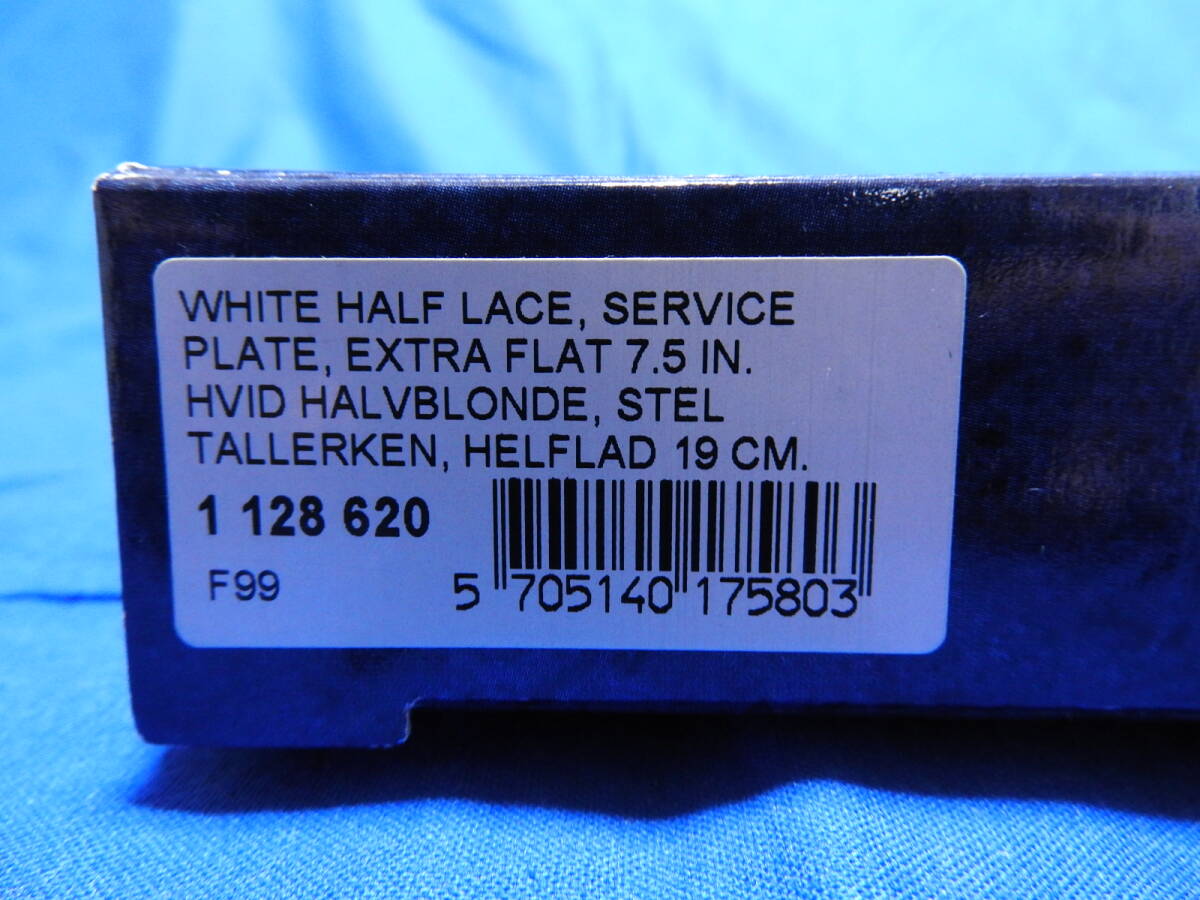 WHITE HALF LACE, SERVICE
PLATE, EXTRA FLAT 7.5 IN.
HVID HALVBLONDE, STEL
TALLERKEN, HELFLAD 19 CM.
1 128 620
F99
5 705140 175803